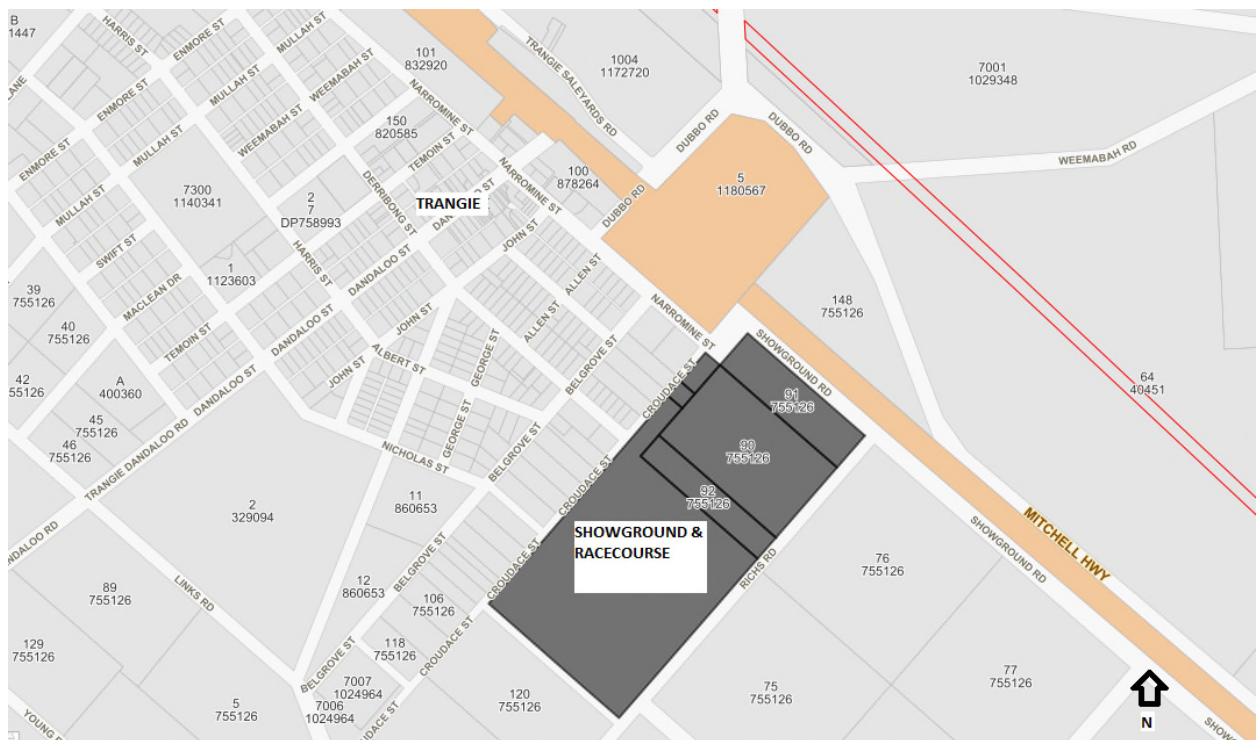 B
1447
HARRIS ST
ENMORE ST
MULLAH ST
WEEMABAH ST
101
832920
TRANGIE SALEYARDS RD
1004
1172720
7001
1029348
LANE
ENMORE ST
MULLAH ST
WEEMABAH ST
NARROMINE ST
DUBBO RD
DUBBO RD
WEEMABAH RD
ENMORE ST
MULLAH ST
150
820585
TEMOIN ST
NARROMINE ST
100
878264
5
1180567
DUBBO RD
7300
1140341
2
7
DP758993
DERRIBONG ST
TRANGIE
JOHN ST
MULLAH ST
SWIFT ST
HARRIS ST
DANDALOO ST
ALLEN ST
1
1123603
MACLEAN DR
39
755126
40
755126
TEMOIN ST
DANDALOO ST
JOHN ST
ALLEN ST
NARROMINE ST
148
755126
SHOWGROUND RD
42
55126
A
400360
JOHN ST
ALBERT ST
GEORGE ST
BELGROVE ST
CROUDACE ST
91
755126
64
40451
45
755126
46
755126
DANDALOO ST
TRANGIE DANDALOO RD
GEORGE ST
NICHOLAS ST
BELGROVE ST
90
755126
2
329094
11
860653
CROUDACE ST
92
755126
SHOWGROUND &
RACECOURSE
MITCHELL HWY
SHOWGROUND RD
NDALOO RD
89
755126
LINKS RD
12
860653
BELGROVE ST
CROUDACE ST
RICHS RD
76
755126
106
755126
129
755126
118
755126
CROUDACE ST
BELGROVE ST
7007
1024964
7006
1024964
5
755126
120
755126
75
755126
77
755126
N
YOUNG
CROUDACE ST
SHOW